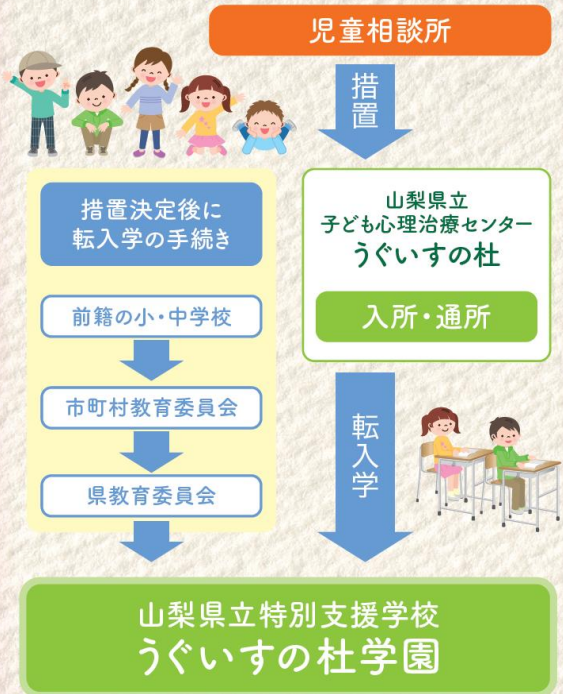 児童相談所
措置
措置決定後に
転入学の手続き
前籍の小・中学校
市町村教育委員会
県教育委員会
山梨県立
子ども心理治療センター
うぐいすの杜
入所・通所
転入学
山梨県立特別支援学校
うぐいすの杜学園